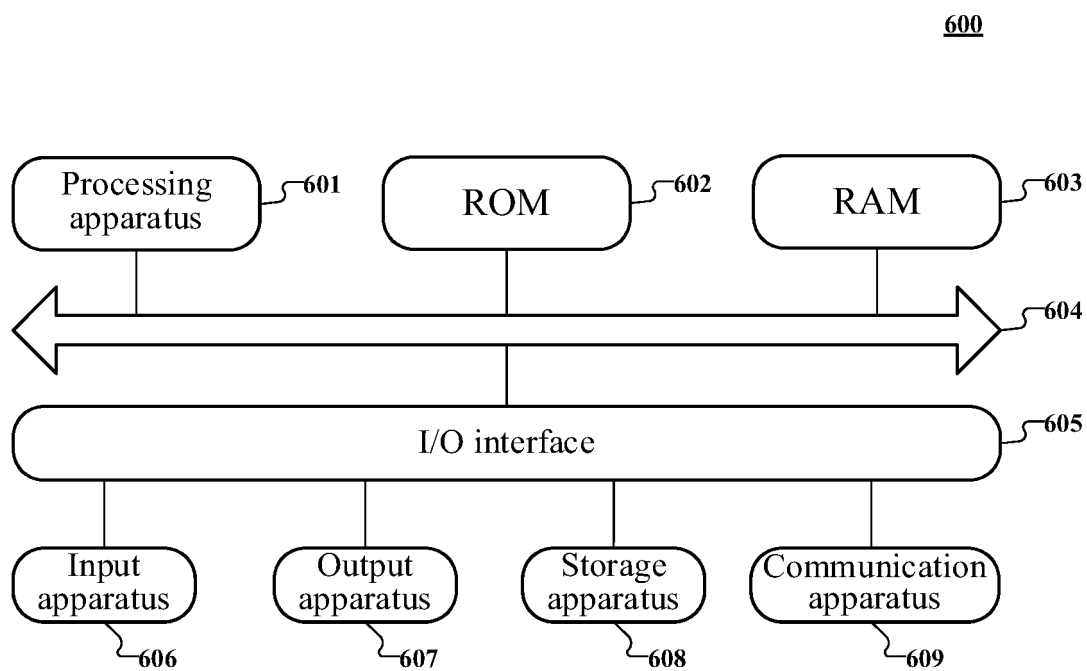 600
Processing
apparatus
601
ROM
602
RAM
603
604
I/O interface
605
Input
apparatus
606
Output
apparatus
607
Storage
apparatus
608
Communication
apparatus
609